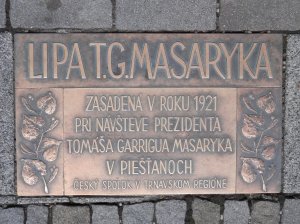 LIPA T.G.MASARYKA
ZASADENÁ V ROKU 1921
PRI NÁVŠTEVE PREZIDENTA
TOMÁŠA GARRIGUA MASARYKA
V PIEŠŤANOCH
ČESKÝ SPOLOK V TRNAVSKOM REGIÓNE